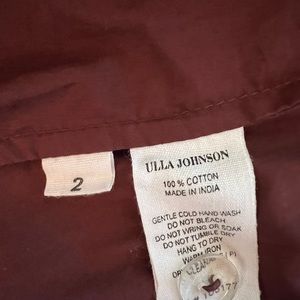 2
ULLA JOHNSON
100 % COTTON
MADE IN INDIA
GENTLE COLD HAND WASH
DO NOT BLEACH
DO NOT WRING OR SOAK
DO NOT TUMBLE DRY
HANG TO DRY
WARM IRON
CLEAN (P)